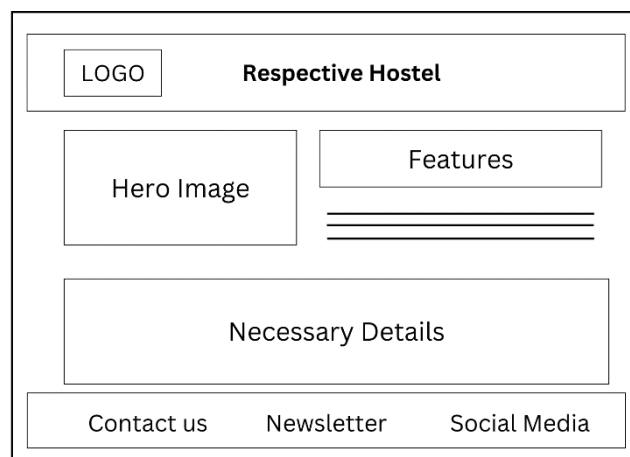 LOGO
Respective Hostel
Hero Image
Features
Necessary Details
Contact us
Newsletter
Social Media